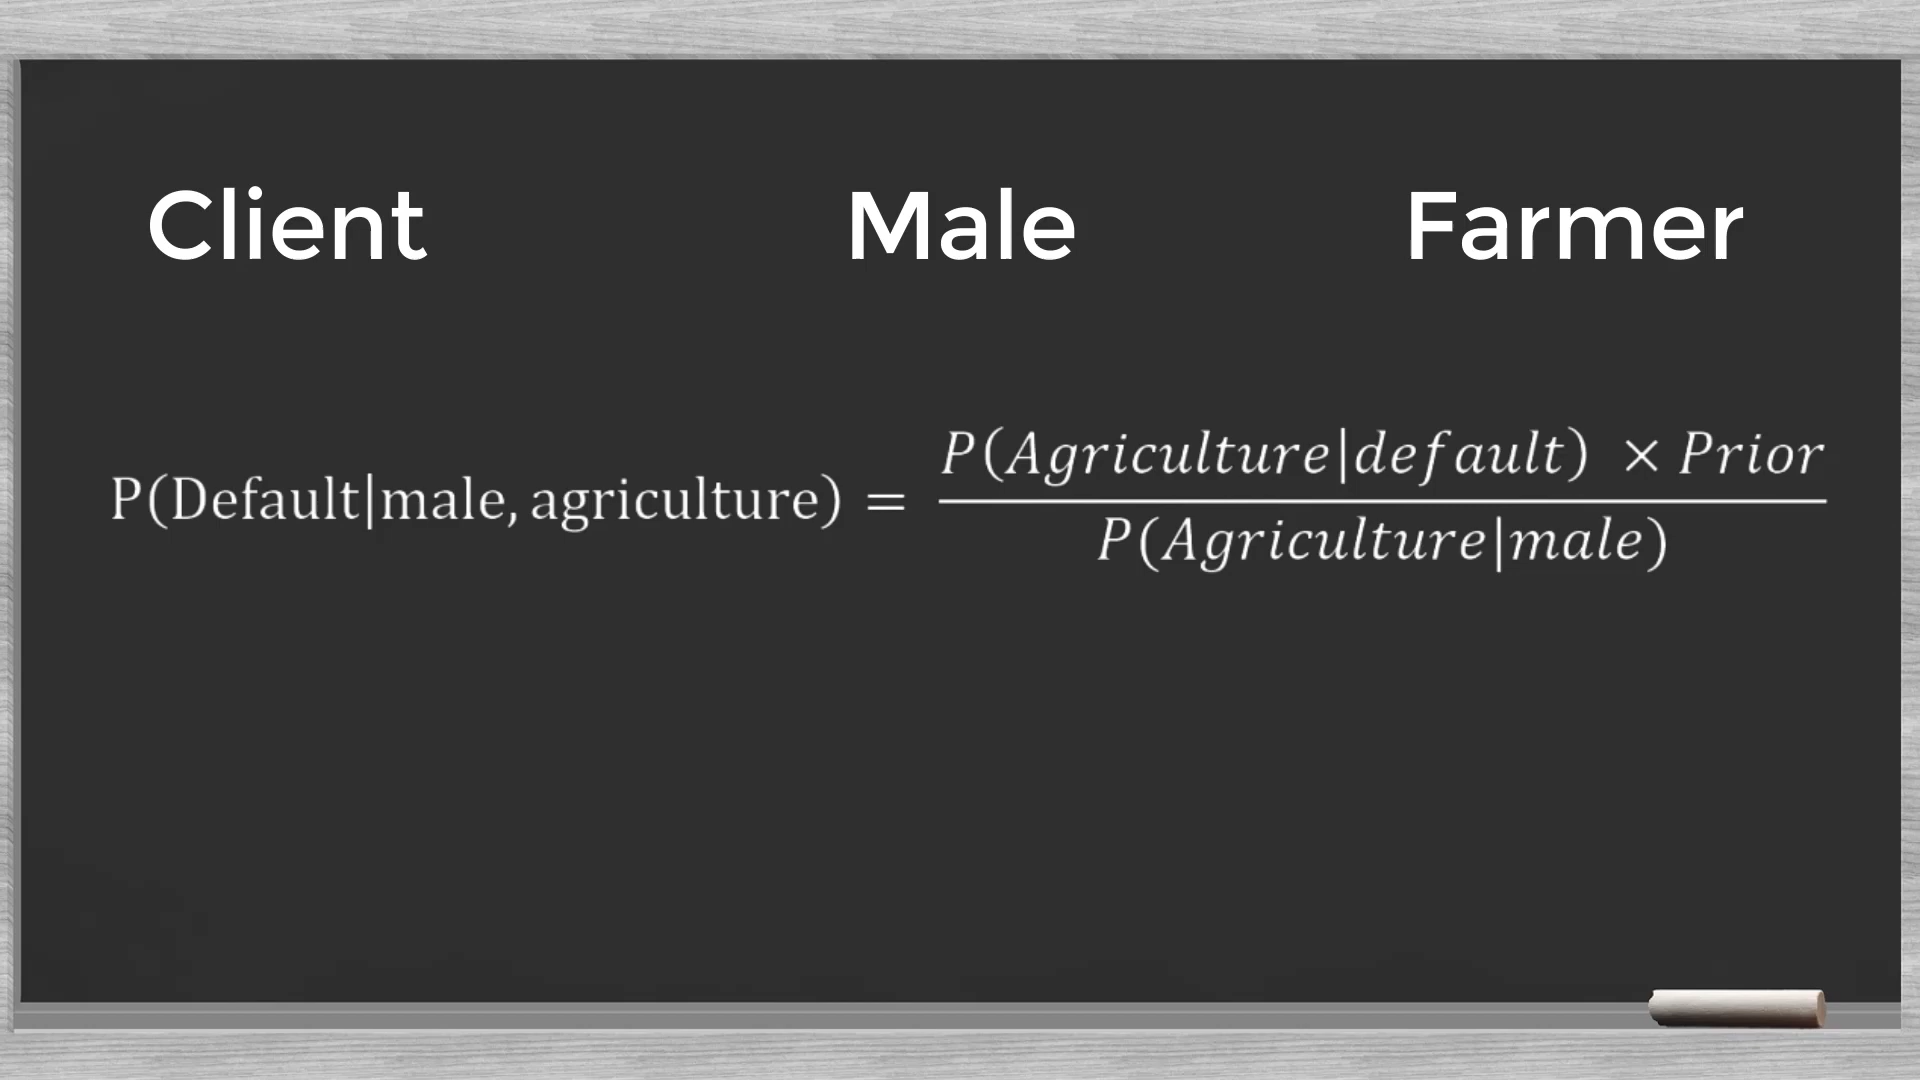 Client Male Farmer
P(Agriculture|default) × Prior
P(Default|male, agriculture) =
P(Agriculture|male)